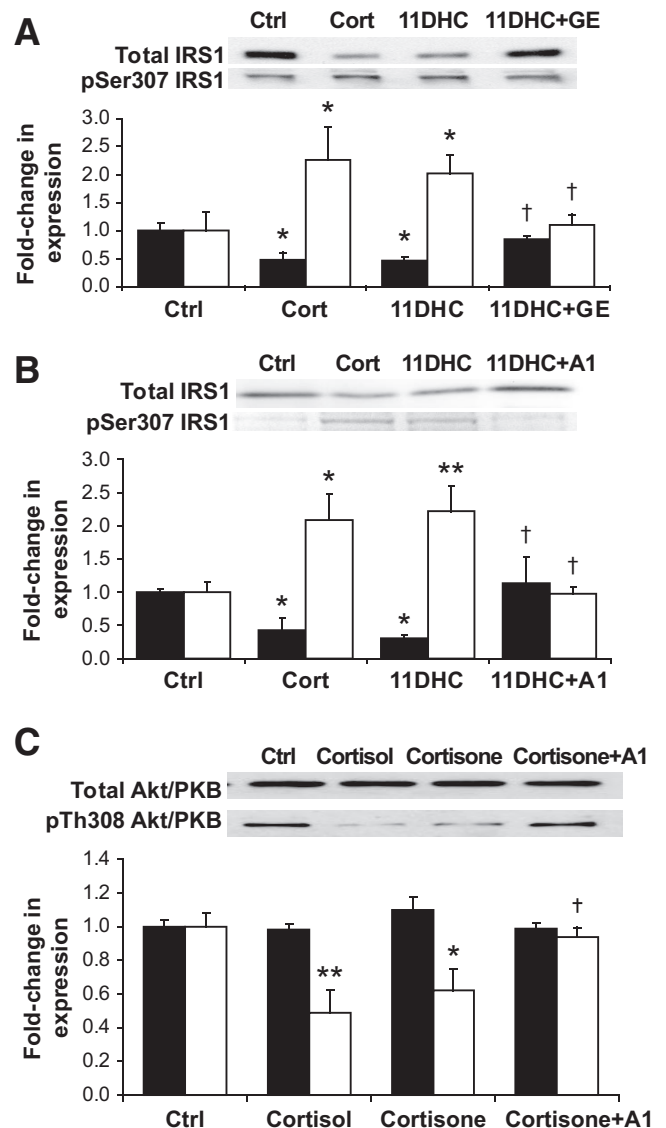 A
Ctrl Cort 11DHC 11DHC+GE
Total IRS1
pSer307 IRS1
Fold-change in
expression
3.0
2.5
2.0
1.5
1.0
0.5
0.0
* * * * † †
Ctrl Cort 11DHC 11DHC+GE
B
Ctrl Cort 11DHC 11DHC+A1
Total IRS1
pSer307 IRS1
Fold-change in
expression
3.0
2.5
2.0
1.5
1.0
0.5
0.0
* * * ** † †
Ctrl Cort 11DHC 11DHC+A1
C
Ctrl Cortisol Cortisone Cortisone+A1
Total Akt/PKB
pTh308 Akt/PKB
Fold-change in
expression
1.4
1.2
1.0
0.8
0.6
0.4
0.2
0.0
** * †
Ctrl Cortisol Cortisone Cortisone+A1